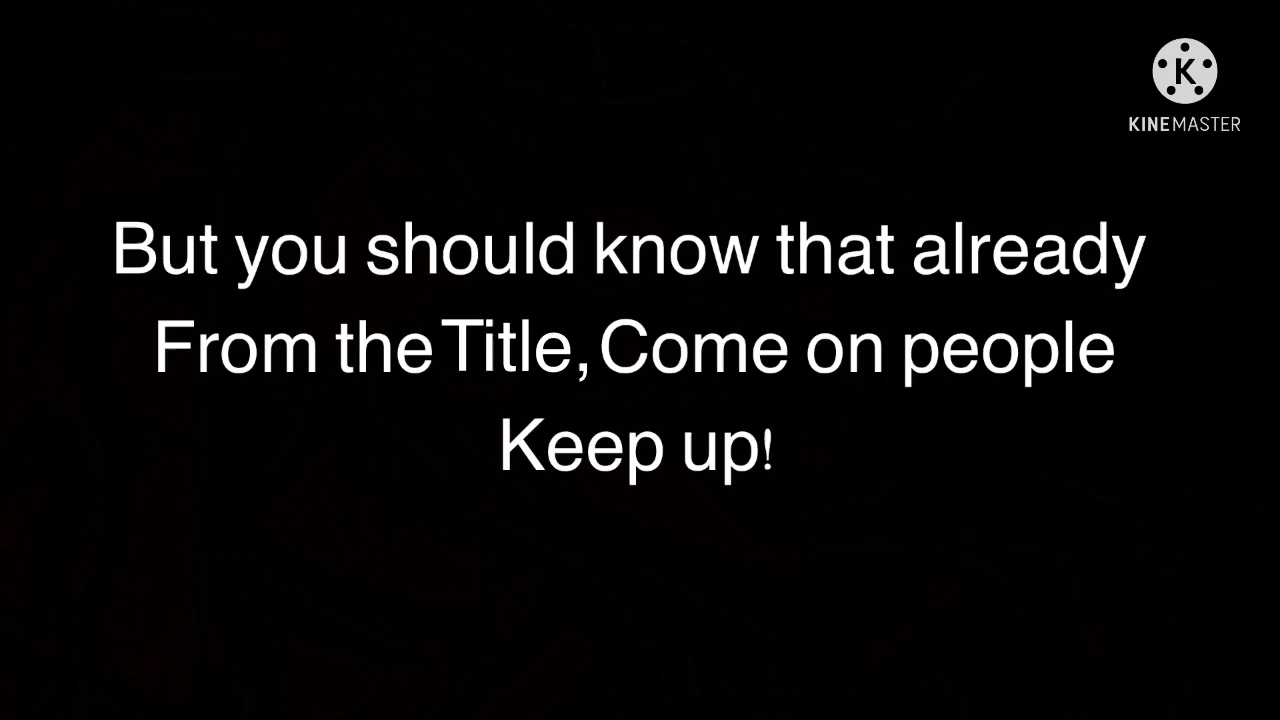 K
KINEMASTER
But you should know that already
From the Title, Come on people
Keep up!